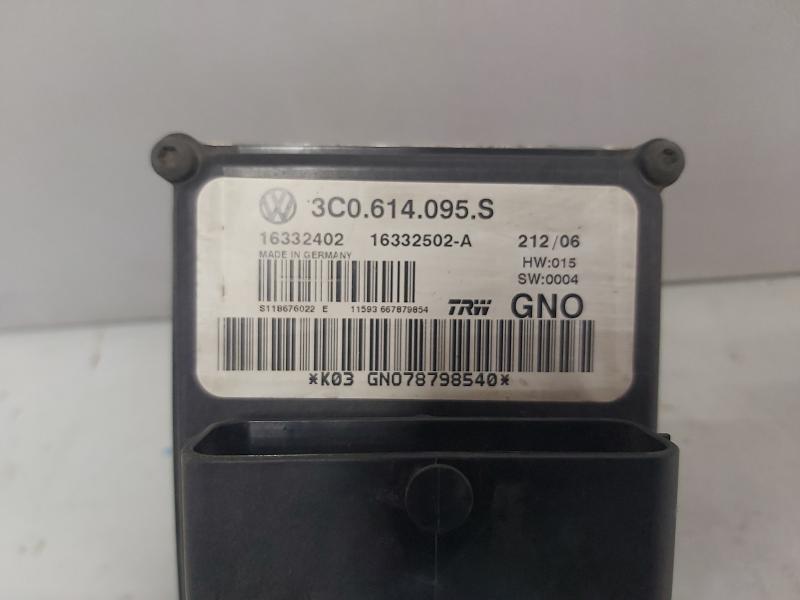 3C0.614.095.S
16332402 16332502-A 212/06
MADE IN GERMANY HW:015
SW:0004
S118676022 E 11593 667879854 TRW GNO
*K03 GN078798540*